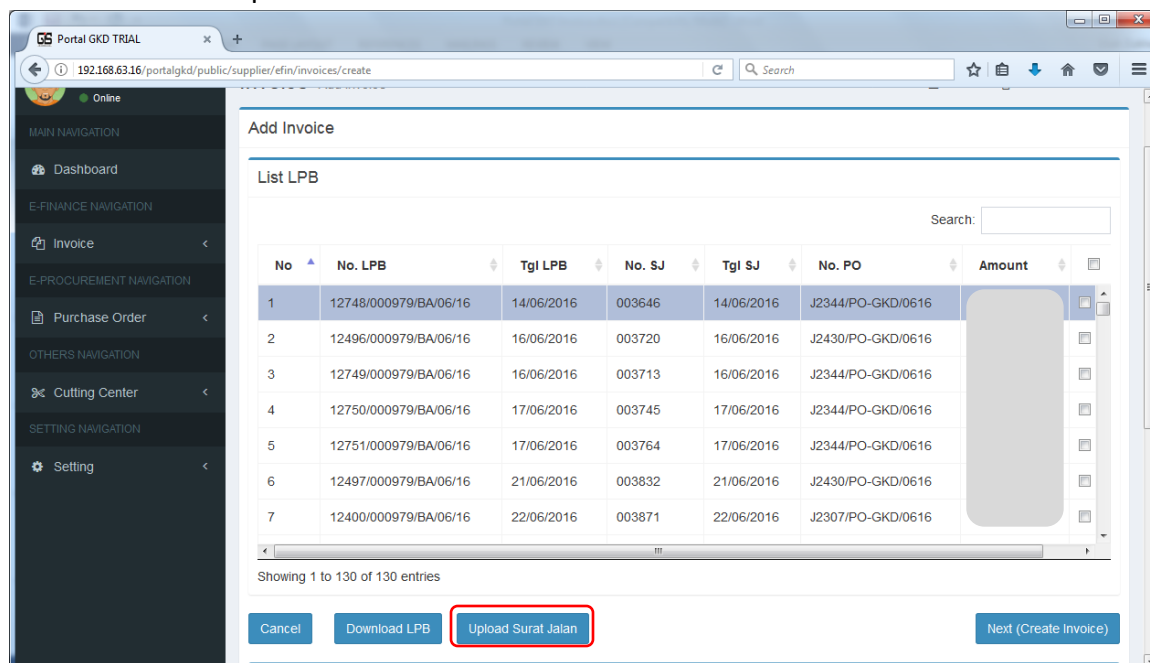 Portal GKD TRIAL
192.168.63.16/portalgkd/public/supplier/efin/invoices/create
Search
Online
MAIN NAVIGATION
Dashboard
E-FINANCE NAVIGATION
Invoice
E-PROCUREMENT NAVIGATION
Purchase Order
OTHERS NAVIGATION
Cutting Center
SETTING NAVIGATION
Setting
Add Invoice
List LPB
Search:
No No. LPB Tgl LPB No. SJ Tgl SJ No. PO Amount
1 12748/000979/BA/06/16 14/06/2016 003646 14/06/2016 J2344/PO-GKD/0616
2 12496/000979/BA/06/16 16/06/2016 003720 16/06/2016 J2430/PO-GKD/0616
3 12749/000979/BA/06/16 16/06/2016 003713 16/06/2016 J2344/PO-GKD/0616
4 12750/000979/BA/06/16 17/06/2016 003745 17/06/2016 J2344/PO-GKD/0616
5 12751/000979/BA/06/16 17/06/2016 003764 17/06/2016 J2344/PO-GKD/0616
6 12497/000979/BA/06/16 21/06/2016 003832 21/06/2016 J2430/PO-GKD/0616
7 12400/000979/BA/06/16 22/06/2016 003871 22/06/2016 J2307/PO-GKD/0616
Showing 1 to 130 of 130 entries
Cancel Download LPB Upload Surat Jalan Next (Create Invoice)